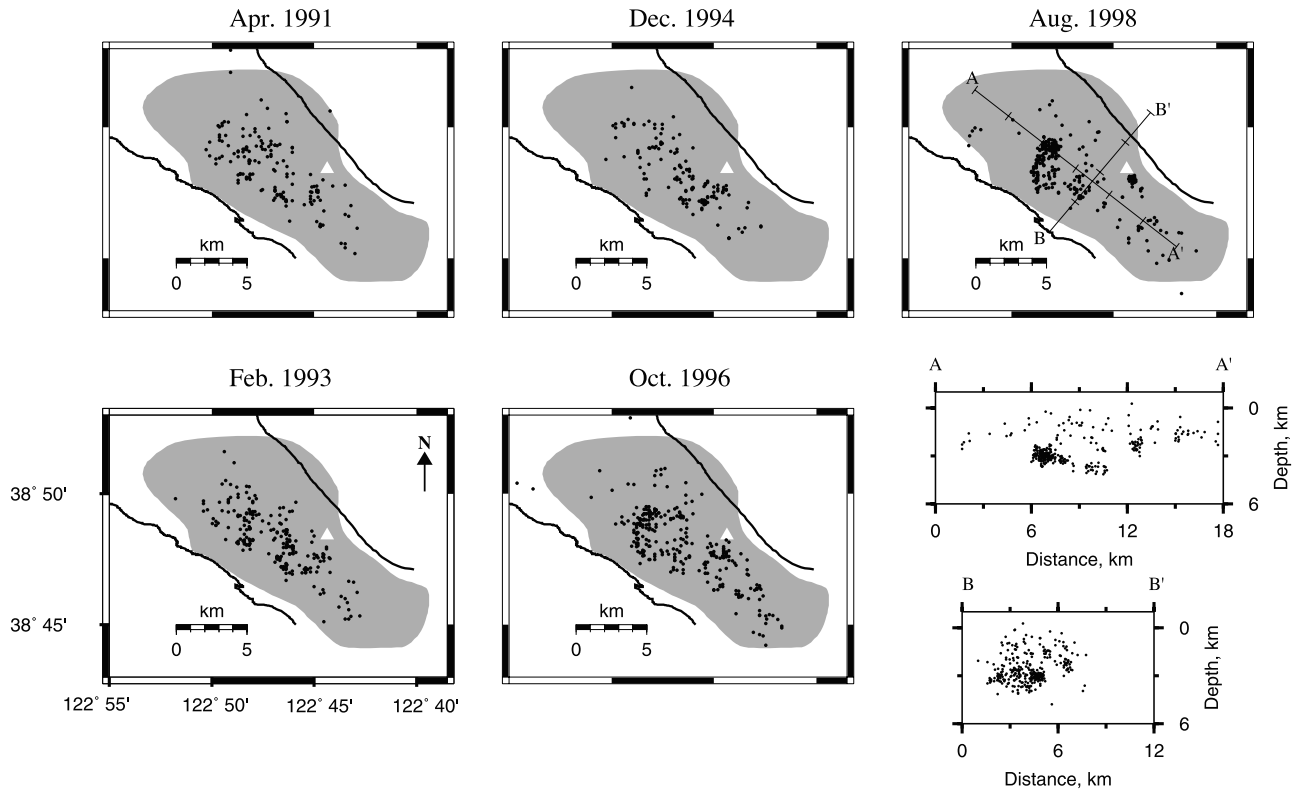 Apr. 1991
km
0 5
Dec. 1994
km
0 5
Aug. 1998
A
B'
B
A'
km
0 5
Feb. 1993
N
38° 50'
38° 45'
km
0 5
122° 55' 122° 50' 122° 45' 122° 40'
Oct. 1996
km
0 5
A A'
0
6
Depth, km
0 6 12 18
Distance, km
B B'
0
6
Depth, km
0 6 12
Distance, km